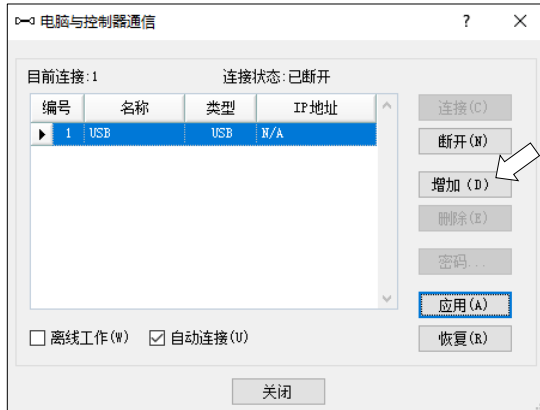 电脑与控制器通信 ?
目前连接:1 连接状态:已断开
编号 名称 类型 IP地址
1 USB USB N/A
连接(C)
断开(N)
增加 (D)
删除(E)
密码...
应用(A)
恢复(R)
离线工作(W) 自动连接(U)
关闭